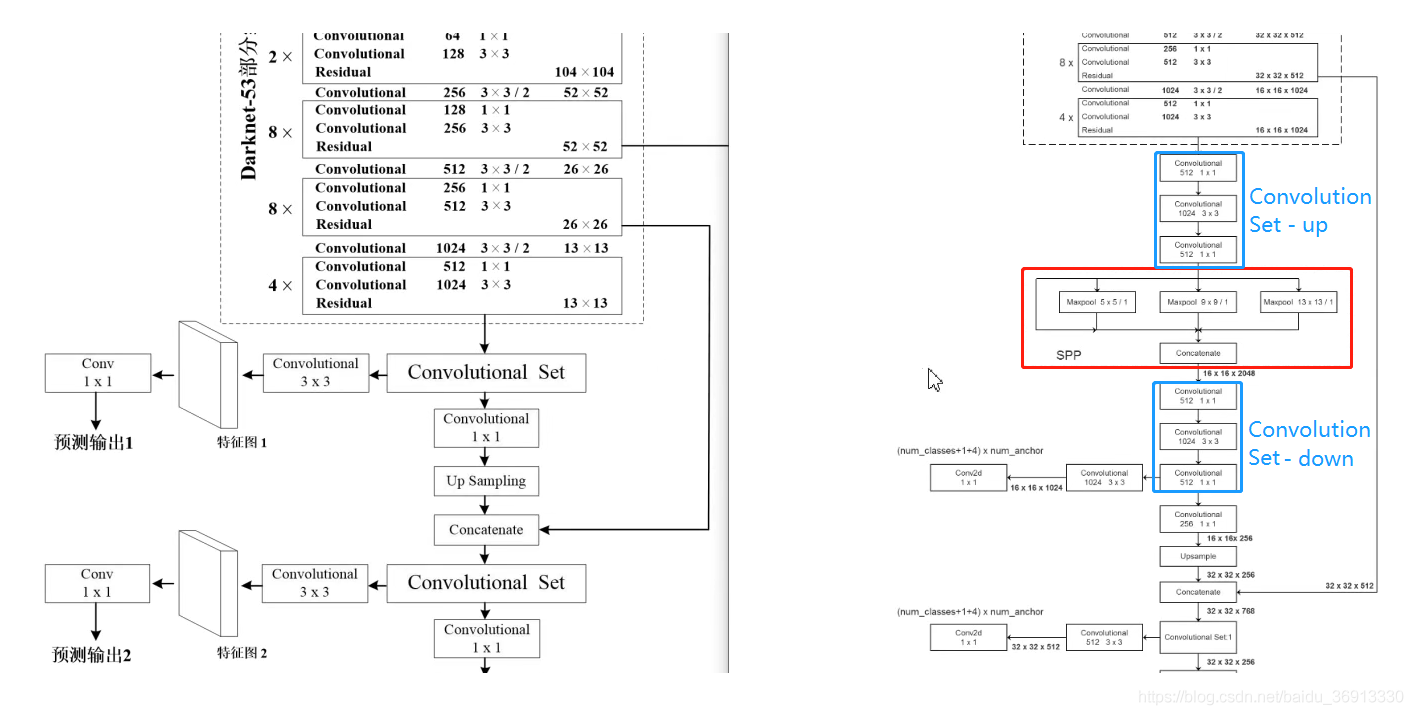 Darknet-53部分
Convolutional 64 1×1
2 × Convolutional 128 3×3
Residual 104×104
Convolutional 256 3×3 / 2 52×52
Convolutional 128 1×1
8 × Convolutional 256 3×3
Residual 52×52
Convolutional 512 3×3 / 2 26×26
Convolutional 256 1×1
8 × Convolutional 512 3×3
Residual 26×26
Convolutional 1024 3×3 / 2 13×13
Convolutional 512 1×1
4 × Convolutional 1024 3×3
Residual 13×13
Conv
1 x 1
Convolutional
3 x 3
Convolutional Set
预测输出1
特征图 1
Convolutional
1 x 1
Up Sampling
Concatenate
Conv
1 x 1
Convolutional
3 x 3
Convolutional Set
预测输出2
特征图 2
Convolutional
1 x 1
Convolutional 512 3 x 3 / 2 32 x 32 x 512
Convolutional 256 1 x 1
8 x Convolutional 512 3 x 3
Residual 32 x 32 x 512
Convolutional 1024 3 x 3 / 2 16 x 16 x 1024
Convolutional 512 1 x 1
4 x Convolutional 1024 3 x 3
Residual 16 x 16 x 1024
Convolutional
512 1 x 1
Convolutional
1024 3 x 3
Convolutional
512 1 x 1
Convolution
Set - up
Maxpool 5 x 5 / 1
Maxpool 9 x 9 / 1
Maxpool 13 x 13 / 1
SPP
Concatenate
16 x 16 x 2048
Convolutional
512 1 x 1
Convolutional
1024 3 x 3
Convolutional
512 1 x 1
Convolution
Set - down
(num_classes+1+4) x num_anchor
Conv2d
1 x 1
16 x 16 x 1024
Convolutional
1024 3 x 3
Convolutional
256 1 x 1
16 x 16x 256
Upsample
32 x 32 x 256
Concatenate
32 x 32 x 512
32 x 32 x 768
(num_classes+1+4) x num_anchor
Conv2d
1 x 1
32 x 32 x 512
Convolutional
512 3 x 3
Convolutional Set:1
32 x 32 x 256
https://blog.csdn.net/baidu_36913330